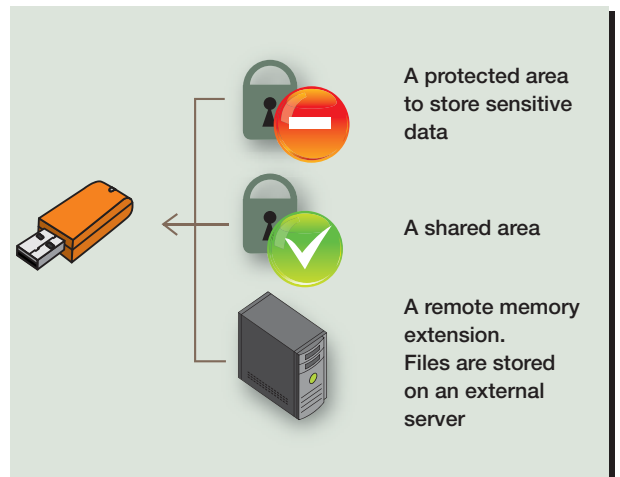 A protected area
to store sensitive
data
A shared area
A remote memory
extension.
Files are stored
on an external
server